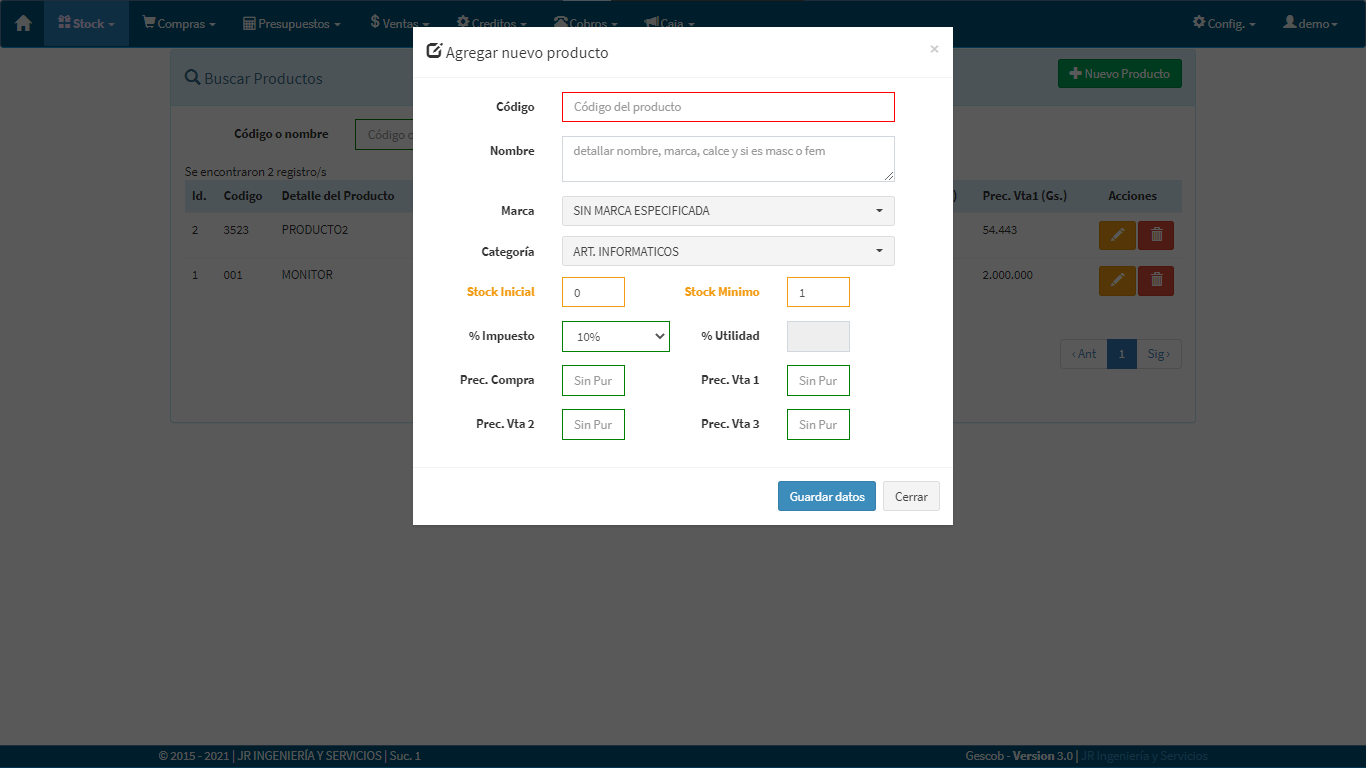 Stock Compras Presupuestos Ventas Creditos Cobros Caja Config. demo
Agregar nuevo producto ×
Buscar Productos
Nuevo Producto
Código Código del producto
Código o nombre
Nombre detallar nombre, marca, calce y si es masc o fem
Se encontraron 2 registro/s
Id. Codigo Detalle del Producto Prec. Vta1 (Gs.) Acciones
Marca SIN MARCA ESPECIFICADA
2 3523 PRODUCTO2 54.443
Categoría ART. INFORMATICOS
1 001 MONITOR 2.000.000
Stock Inicial 0 Stock Minimo 1
% Impuesto 10% % Utilidad
‹ Ant 1 Sig ›
Prec. Compra Sin Pur Prec. Vta 1 Sin Pur
Prec. Vta 2 Sin Pur Prec. Vta 3 Sin Pur
Guardar datos Cerrar
© 2015 - 2021 | JR INGENIERÍA Y SERVICIOS | Suc. 1
Gescob - Version 3.0 | JR Ingeniería y Servicios